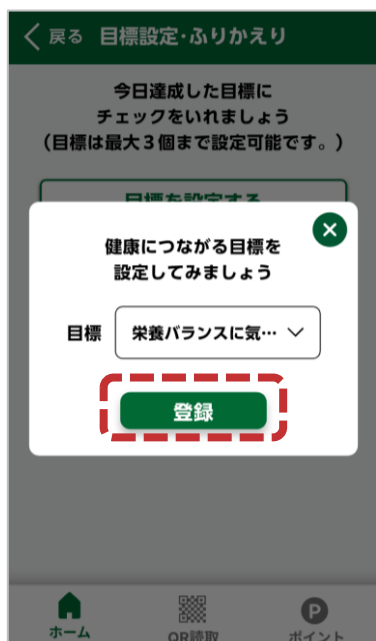 戻る 目標設定・ふりかえり
今日達成した目標に
チェックをいれましょう
（目標は最大３個まで設定可能です。）
目標を設定する
健康につながる目標を
設定してみましょう
目標 栄養バランスに気…
登録
ホーム QR読取 ポイント